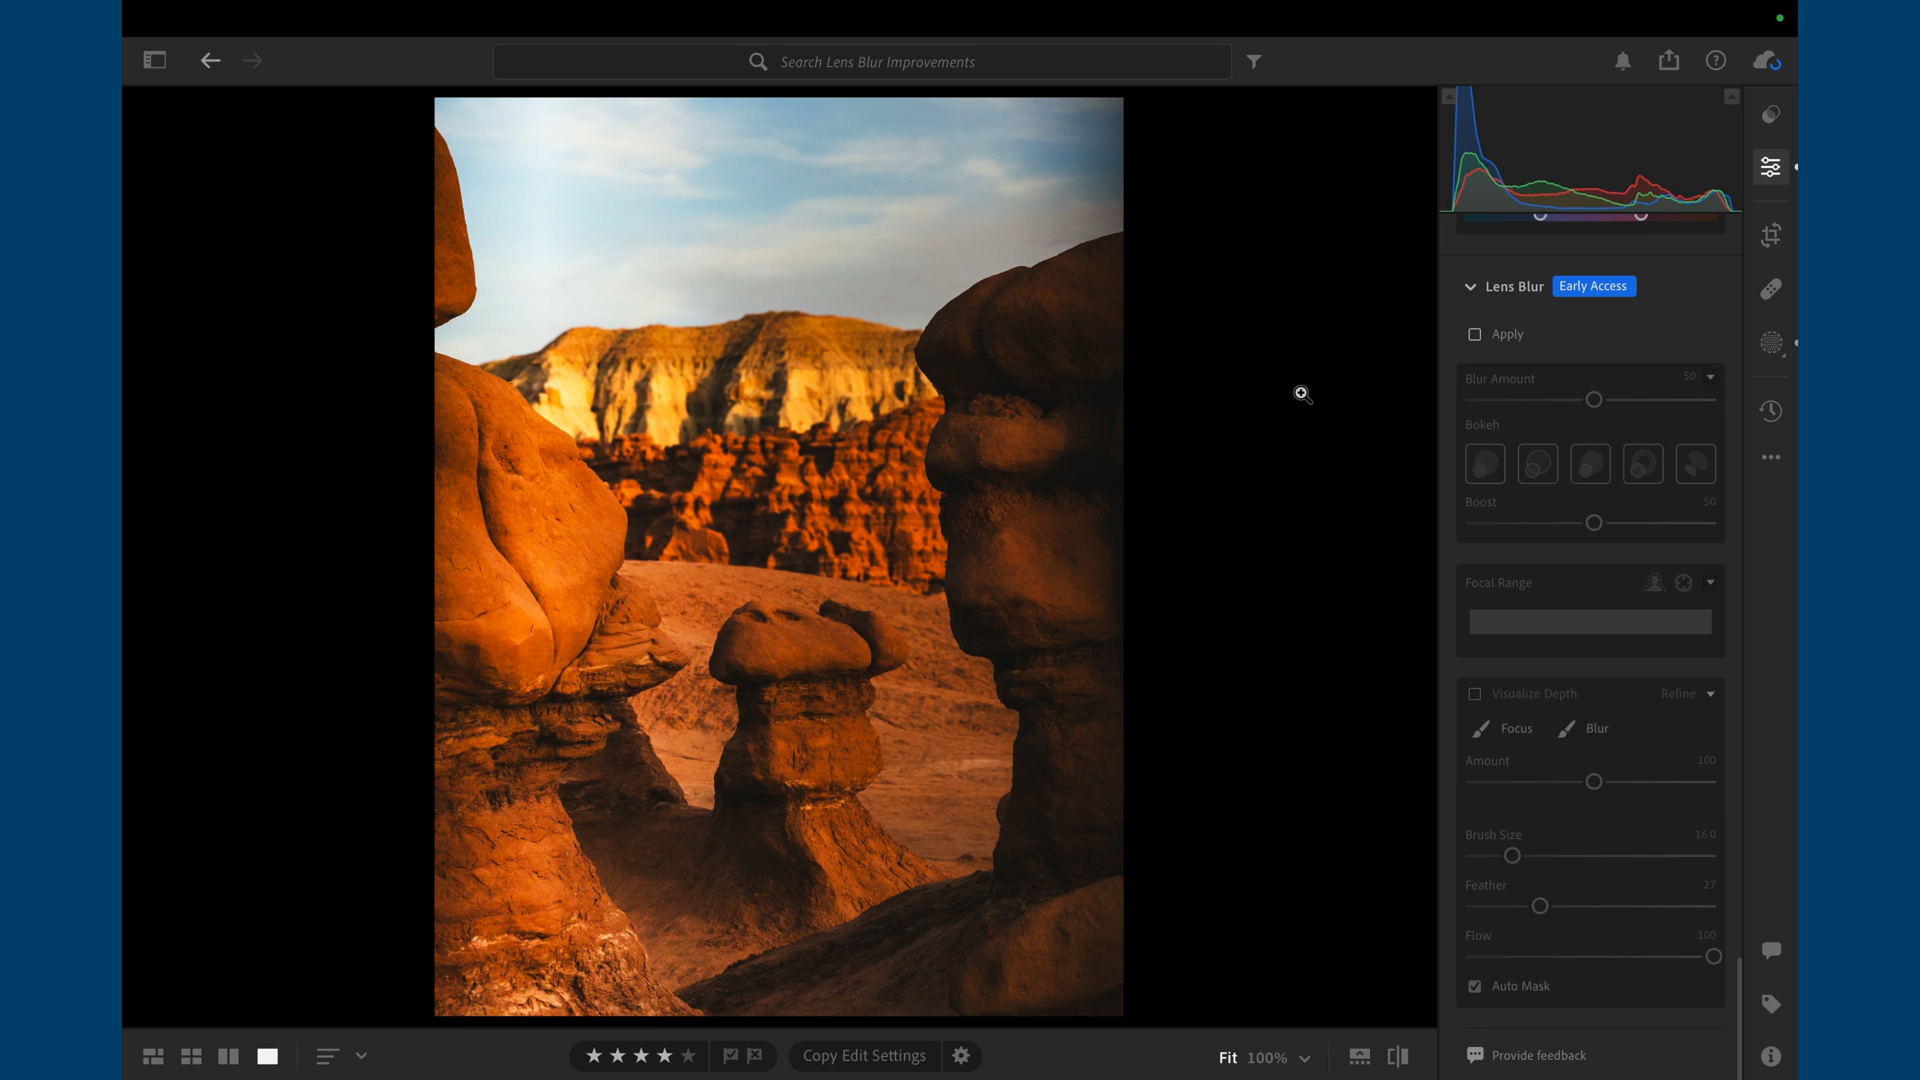 Search Lens Blur Improvements
Lens Blur Early Access
Apply
Blur Amount 50
Bokeh
Boost 50
Focal Range
Visualize Depth Refine
Focus Blur
Amount 100
Brush Size 16.0
Feather 27
Flow 100
Auto Mask
Provide feedback
Copy Edit Settings
Fit 100%